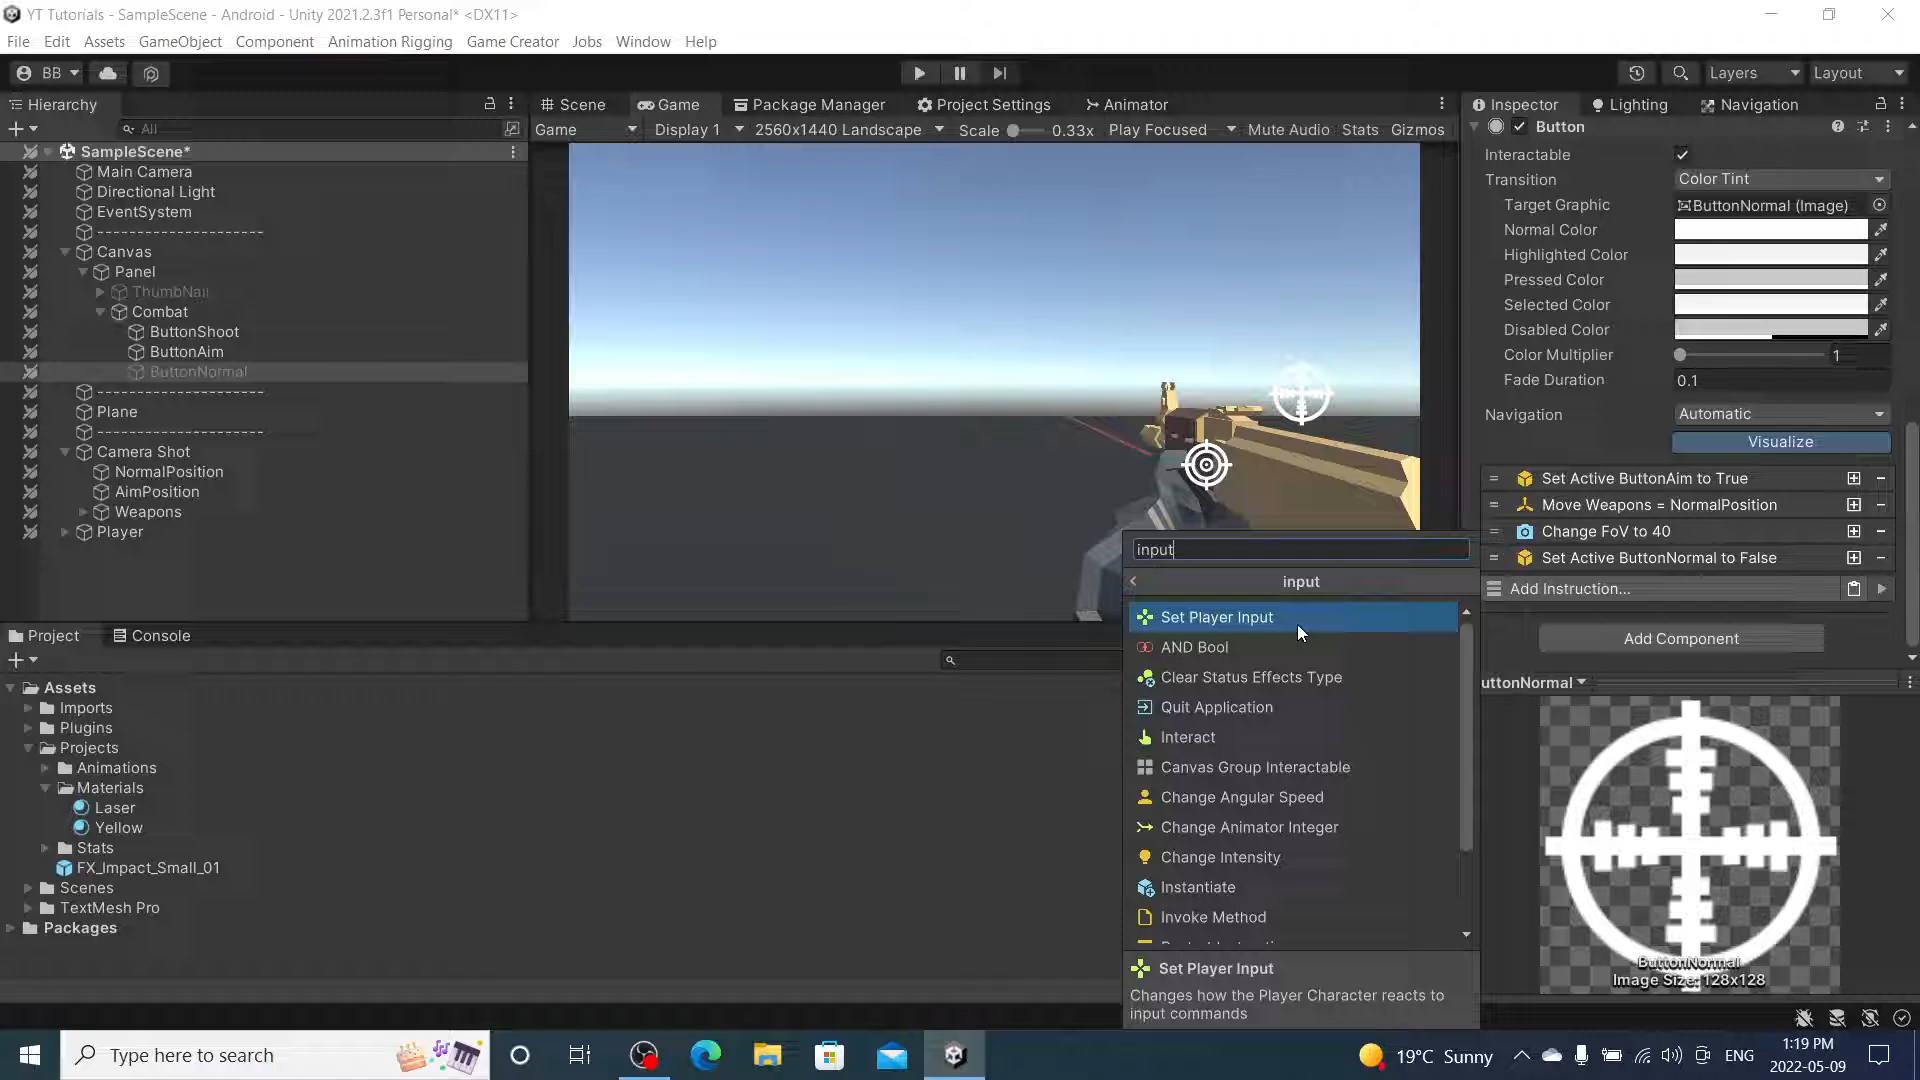 YT Tutorials - SampleScene - Android - Unity 2021.2.3f1 Personal* <DX11>
File Edit Assets GameObject Component Animation Rigging Game Creator Jobs Window Help
BB Layers Layout
Hierarchy
All
SampleScene*
Main Camera
Directional Light
EventSystem
---------------------
Canvas
Panel
ThumbNail
Combat
ButtonShoot
ButtonAim
ButtonNormal
---------------------
Plane
---------------------
Camera Shot
NormalPosition
AimPosition
Weapons
Player
Scene Game Package Manager Project Settings Animator
Game Display 1 2560x1440 Landscape Scale 0.33x Play Focused Mute Audio Stats Gizmos
Inspector Lighting Navigation
Button
Interactable
Transition Color Tint
Target Graphic ButtonNormal (Image)
Normal Color
Highlighted Color
Pressed Color
Selected Color
Disabled Color
Color Multiplier 1
Fade Duration 0.1
Navigation Automatic
Visualize
Set Active ButtonAim to True
Move Weapons = NormalPosition
Change FoV to 40
Set Active ButtonNormal to False
Add Instruction...
Add Component
uttonNormal
ButtonNormal
Image Size: 128x128
input
input
Set Player Input
AND Bool
Clear Status Effects Type
Quit Application
Interact
Canvas Group Interactable
Change Angular Speed
Change Animator Integer
Change Intensity
Instantiate
Invoke Method
Set Player Input
Changes how the Player Character reacts to
input commands
Project Console
Assets
Imports
Plugins
Projects
Animations
Materials
Laser
Yellow
Stats
FX_Impact_Small_01
Scenes
TextMesh Pro
Packages
Type here to search
19°C Sunny
ENG
1:19 PM
2022-05-09